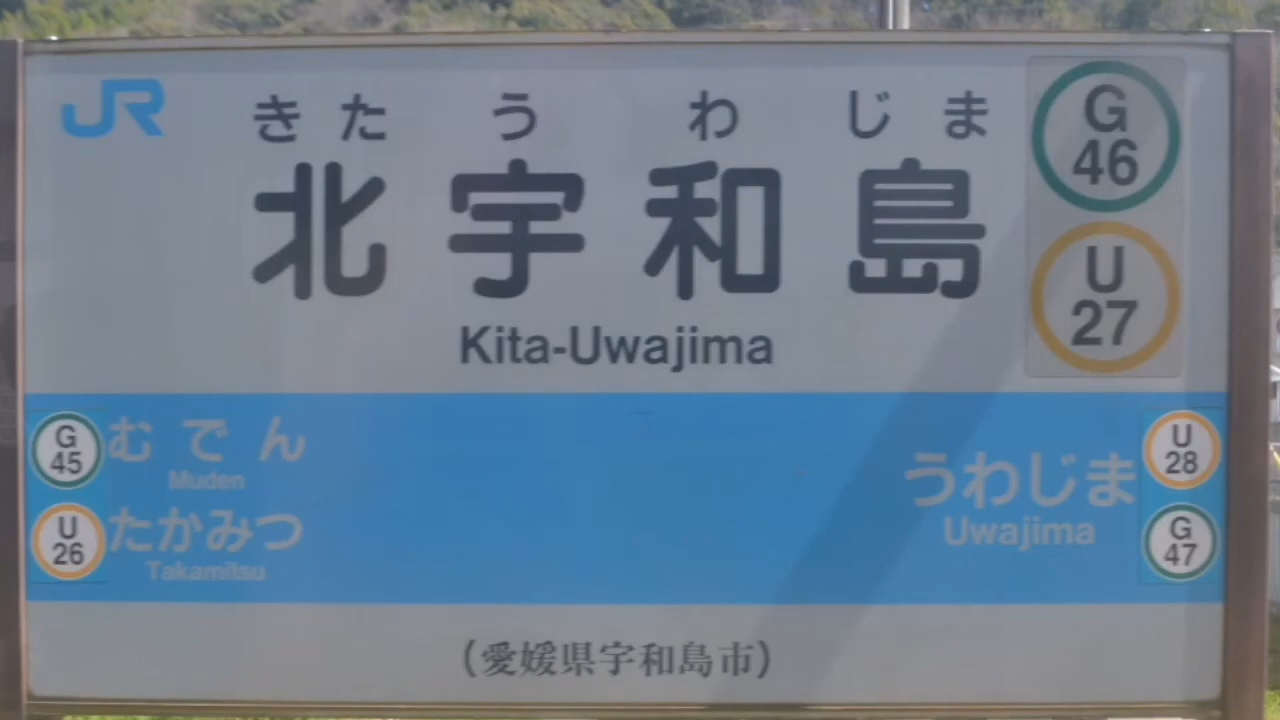 JR
きた う わ じま
北宇和島
Kita-Uwajima
G
46
U
27
G
45
むでん
Muden
U
26
たかみつ
Takamitsu
うわじま
Uwajima
U
28
G
47
(愛媛県宇和島市)